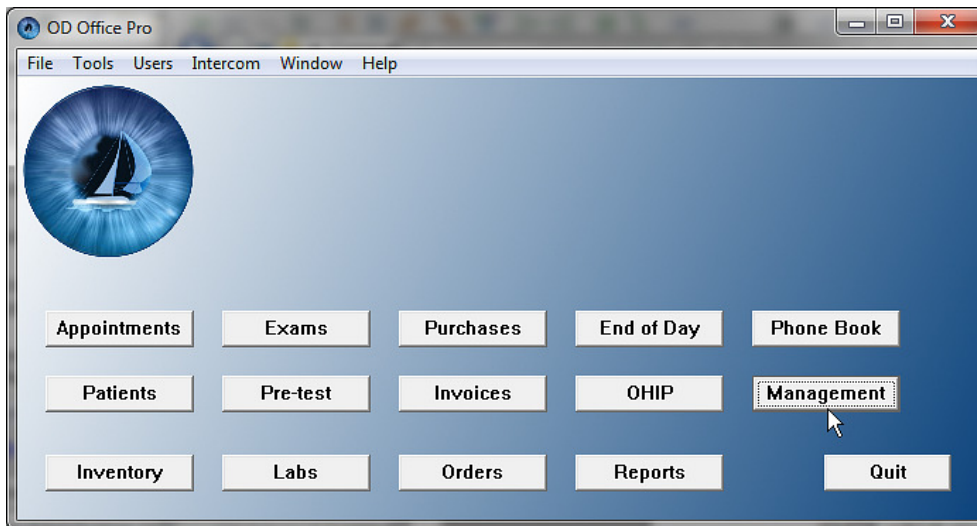 OD Office Pro
File Tools Users Intercom Window Help
Appointments Exams Purchases End of Day Phone Book
Patients Pre-test Invoices OHIP Management
Inventory Labs Orders Reports Quit